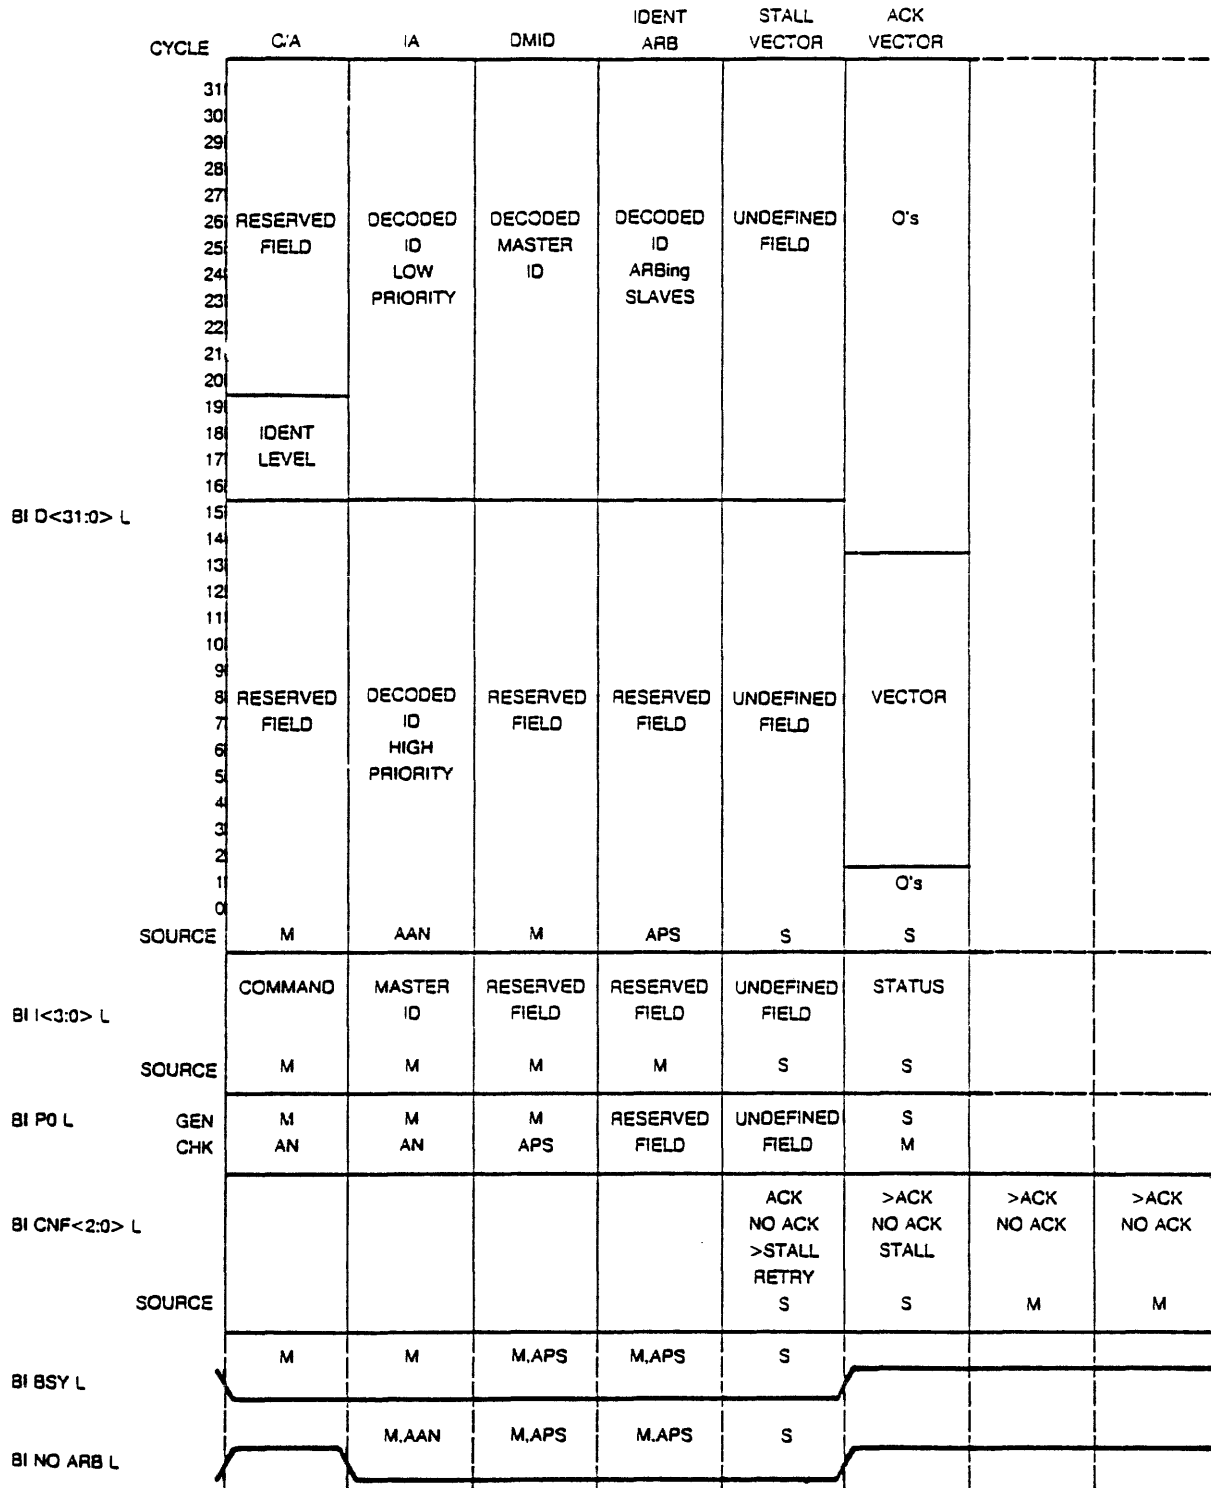 IDENT STALL ACK
CYCLE C/A IA DMID ARB VECTOR VECTOR
31
30
29
28
27
26 RESERVED DECODED DECODED DECODED UNDEFINED O's
25 FIELD ID MASTER ID FIELD
24 LOW ID ARBing
23 PRIORITY SLAVES
22
21
20
19
18 IDENT
17 LEVEL
16
BI D<31:0> L 15
14
13
12
11
10
9
8 RESERVED DECODED RESERVED RESERVED UNDEFINED VECTOR
7 FIELD ID FIELD FIELD FIELD
6 HIGH
5 PRIORITY
4
3
2
1 O's
0
SOURCE M AAN M APS S S
COMMAND MASTER RESERVED RESERVED UNDEFINED STATUS
BI I<3:0> L ID FIELD FIELD FIELD
SOURCE M M M M S S
BI P0 L GEN M M M RESERVED UNDEFINED S
CHK AN AN APS FIELD FIELD M
ACK >ACK >ACK >ACK
BI CNF<2:0> L NO ACK NO ACK NO ACK NO ACK
>STALL STALL
RETRY
SOURCE S S M M
M M M,APS M,APS S
BI BSY L
M,AAN M,APS M,APS S
BI NO ARB L